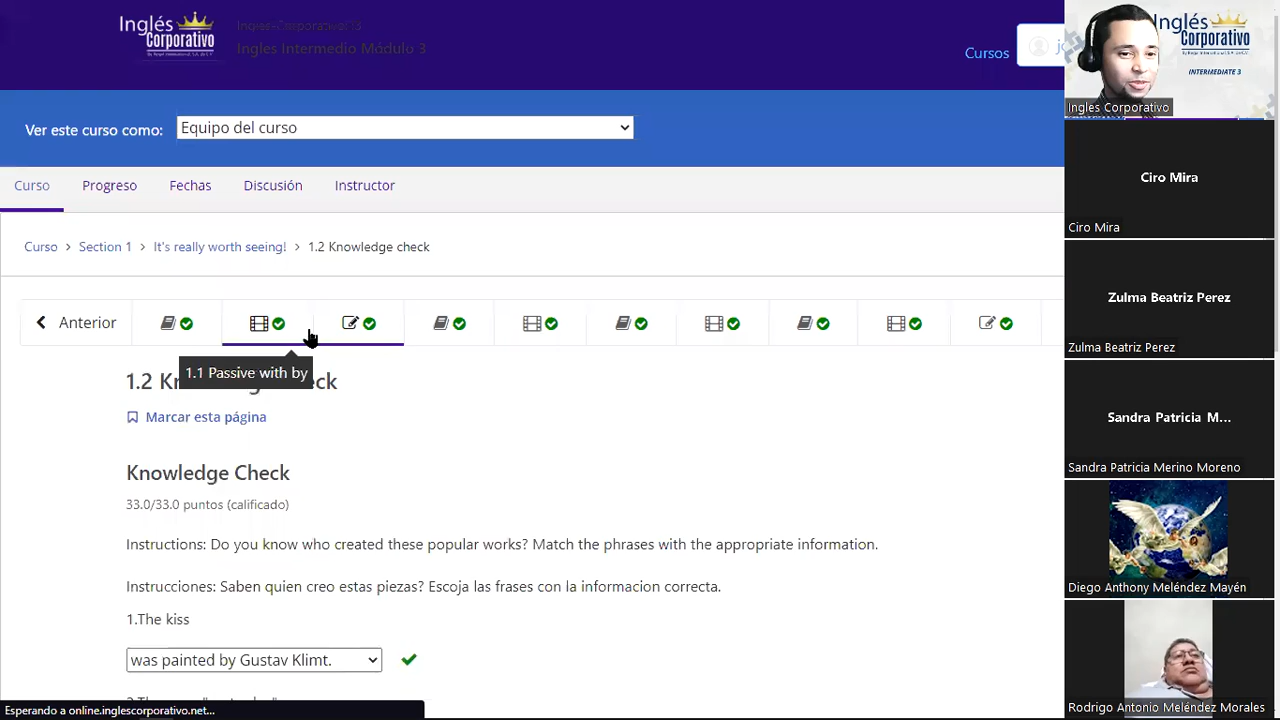 Inglés
Corporativo
Ingles-Corporativo1s
Ingles Intermedio Módulo 3
Cursos
Inglés
Corporativo
INTERMEDIATE 3
Ingles Corporativo
Ver este curso como:
Equipo del curso
Curso
Progreso
Fechas
Discusión
Instructor
Curso > Section 1 > It's really worth seeing! > 1.2 Knowledge check
Anterior
1.1 Passive with by
Marcar esta página
Knowledge Check
33.0/33.0 puntos (calificado)
Instructions: Do you know who created these popular works? Match the phrases with the appropriate information.
Instrucciones: Saben quien creo estas piezas? Escoja las frases con la informacion correcta.
1.The kiss
was painted by Gustav Klimt.
Esperando a online.inglescorporativo.net...
Ciro Mira
Ciro Mira
Zulma Beatriz Perez
Zulma Beatriz Perez
Sandra Patricia M...
Sandra Patricia Merino Moreno
Diego Anthony Meléndez Mayén
Rodrigo Antonio Meléndez Morales